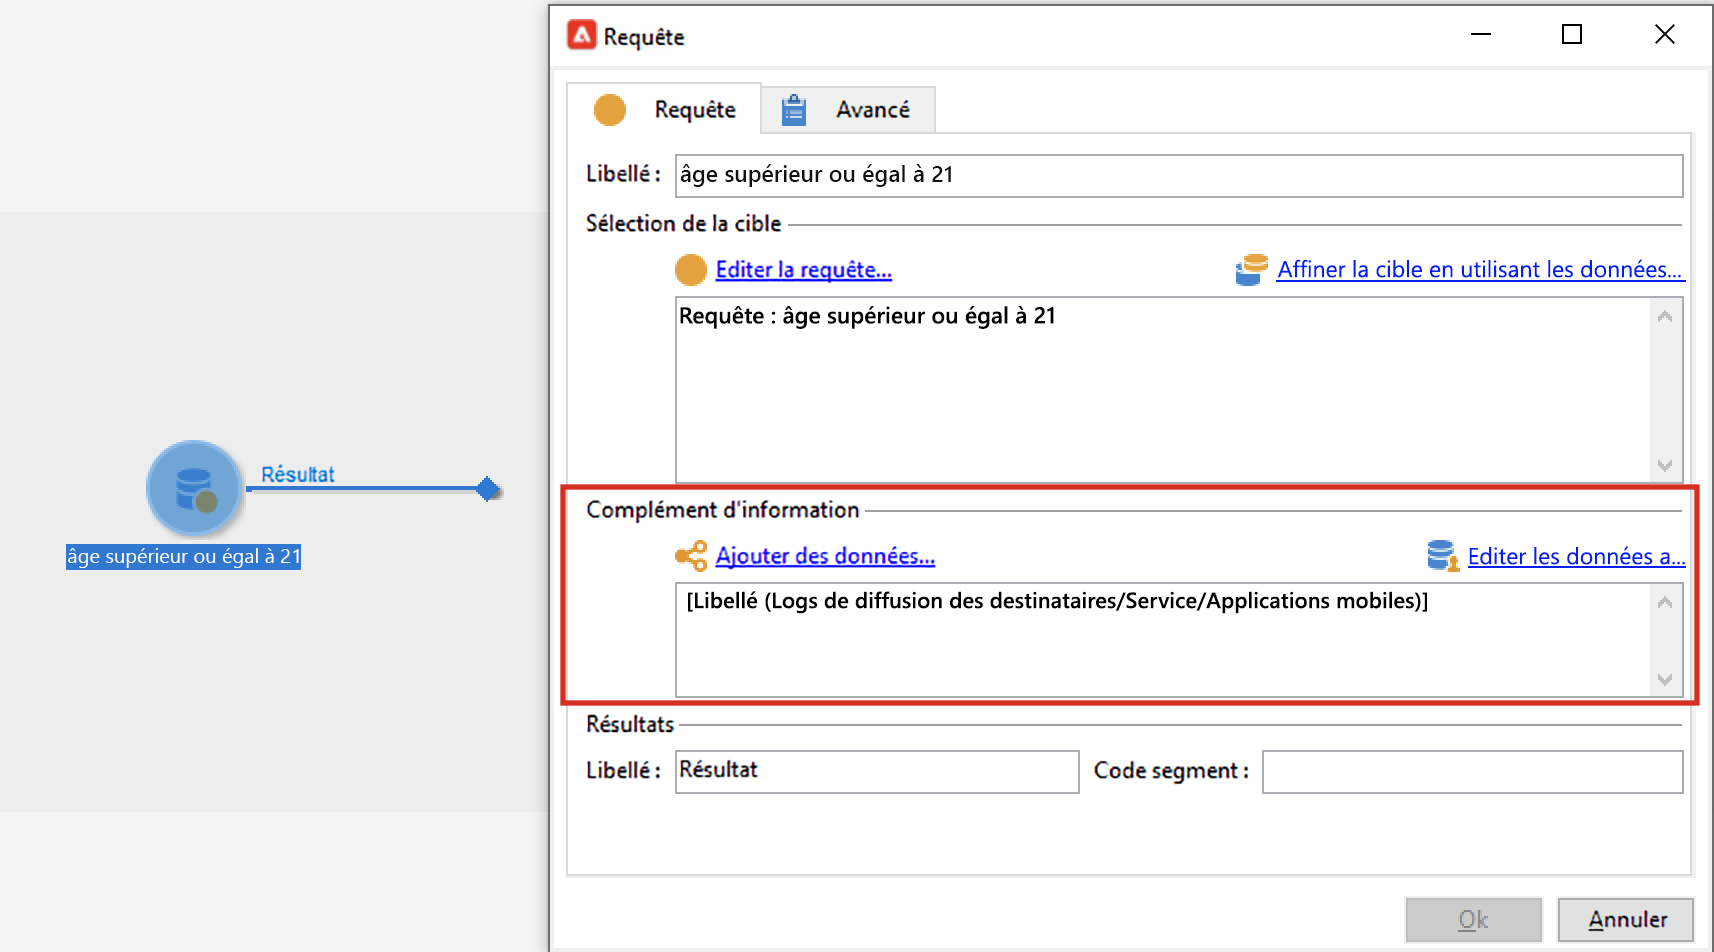 Requête
Requête
Avancé
Libellé : âge supérieur ou égal à 21
Sélection de la cible
Editer la requête...
Affiner la cible en utilisant les données...
Requête : âge supérieur ou égal à 21
Résultat
âge supérieur ou égal à 21
Complément d'information
Ajouter des données...
Editer les données a...
[Libellé (Logs de diffusion des destinataires/Service/Applications mobiles)]
Résultats
Libellé : Résultat
Code segment :
Ok
Annuler